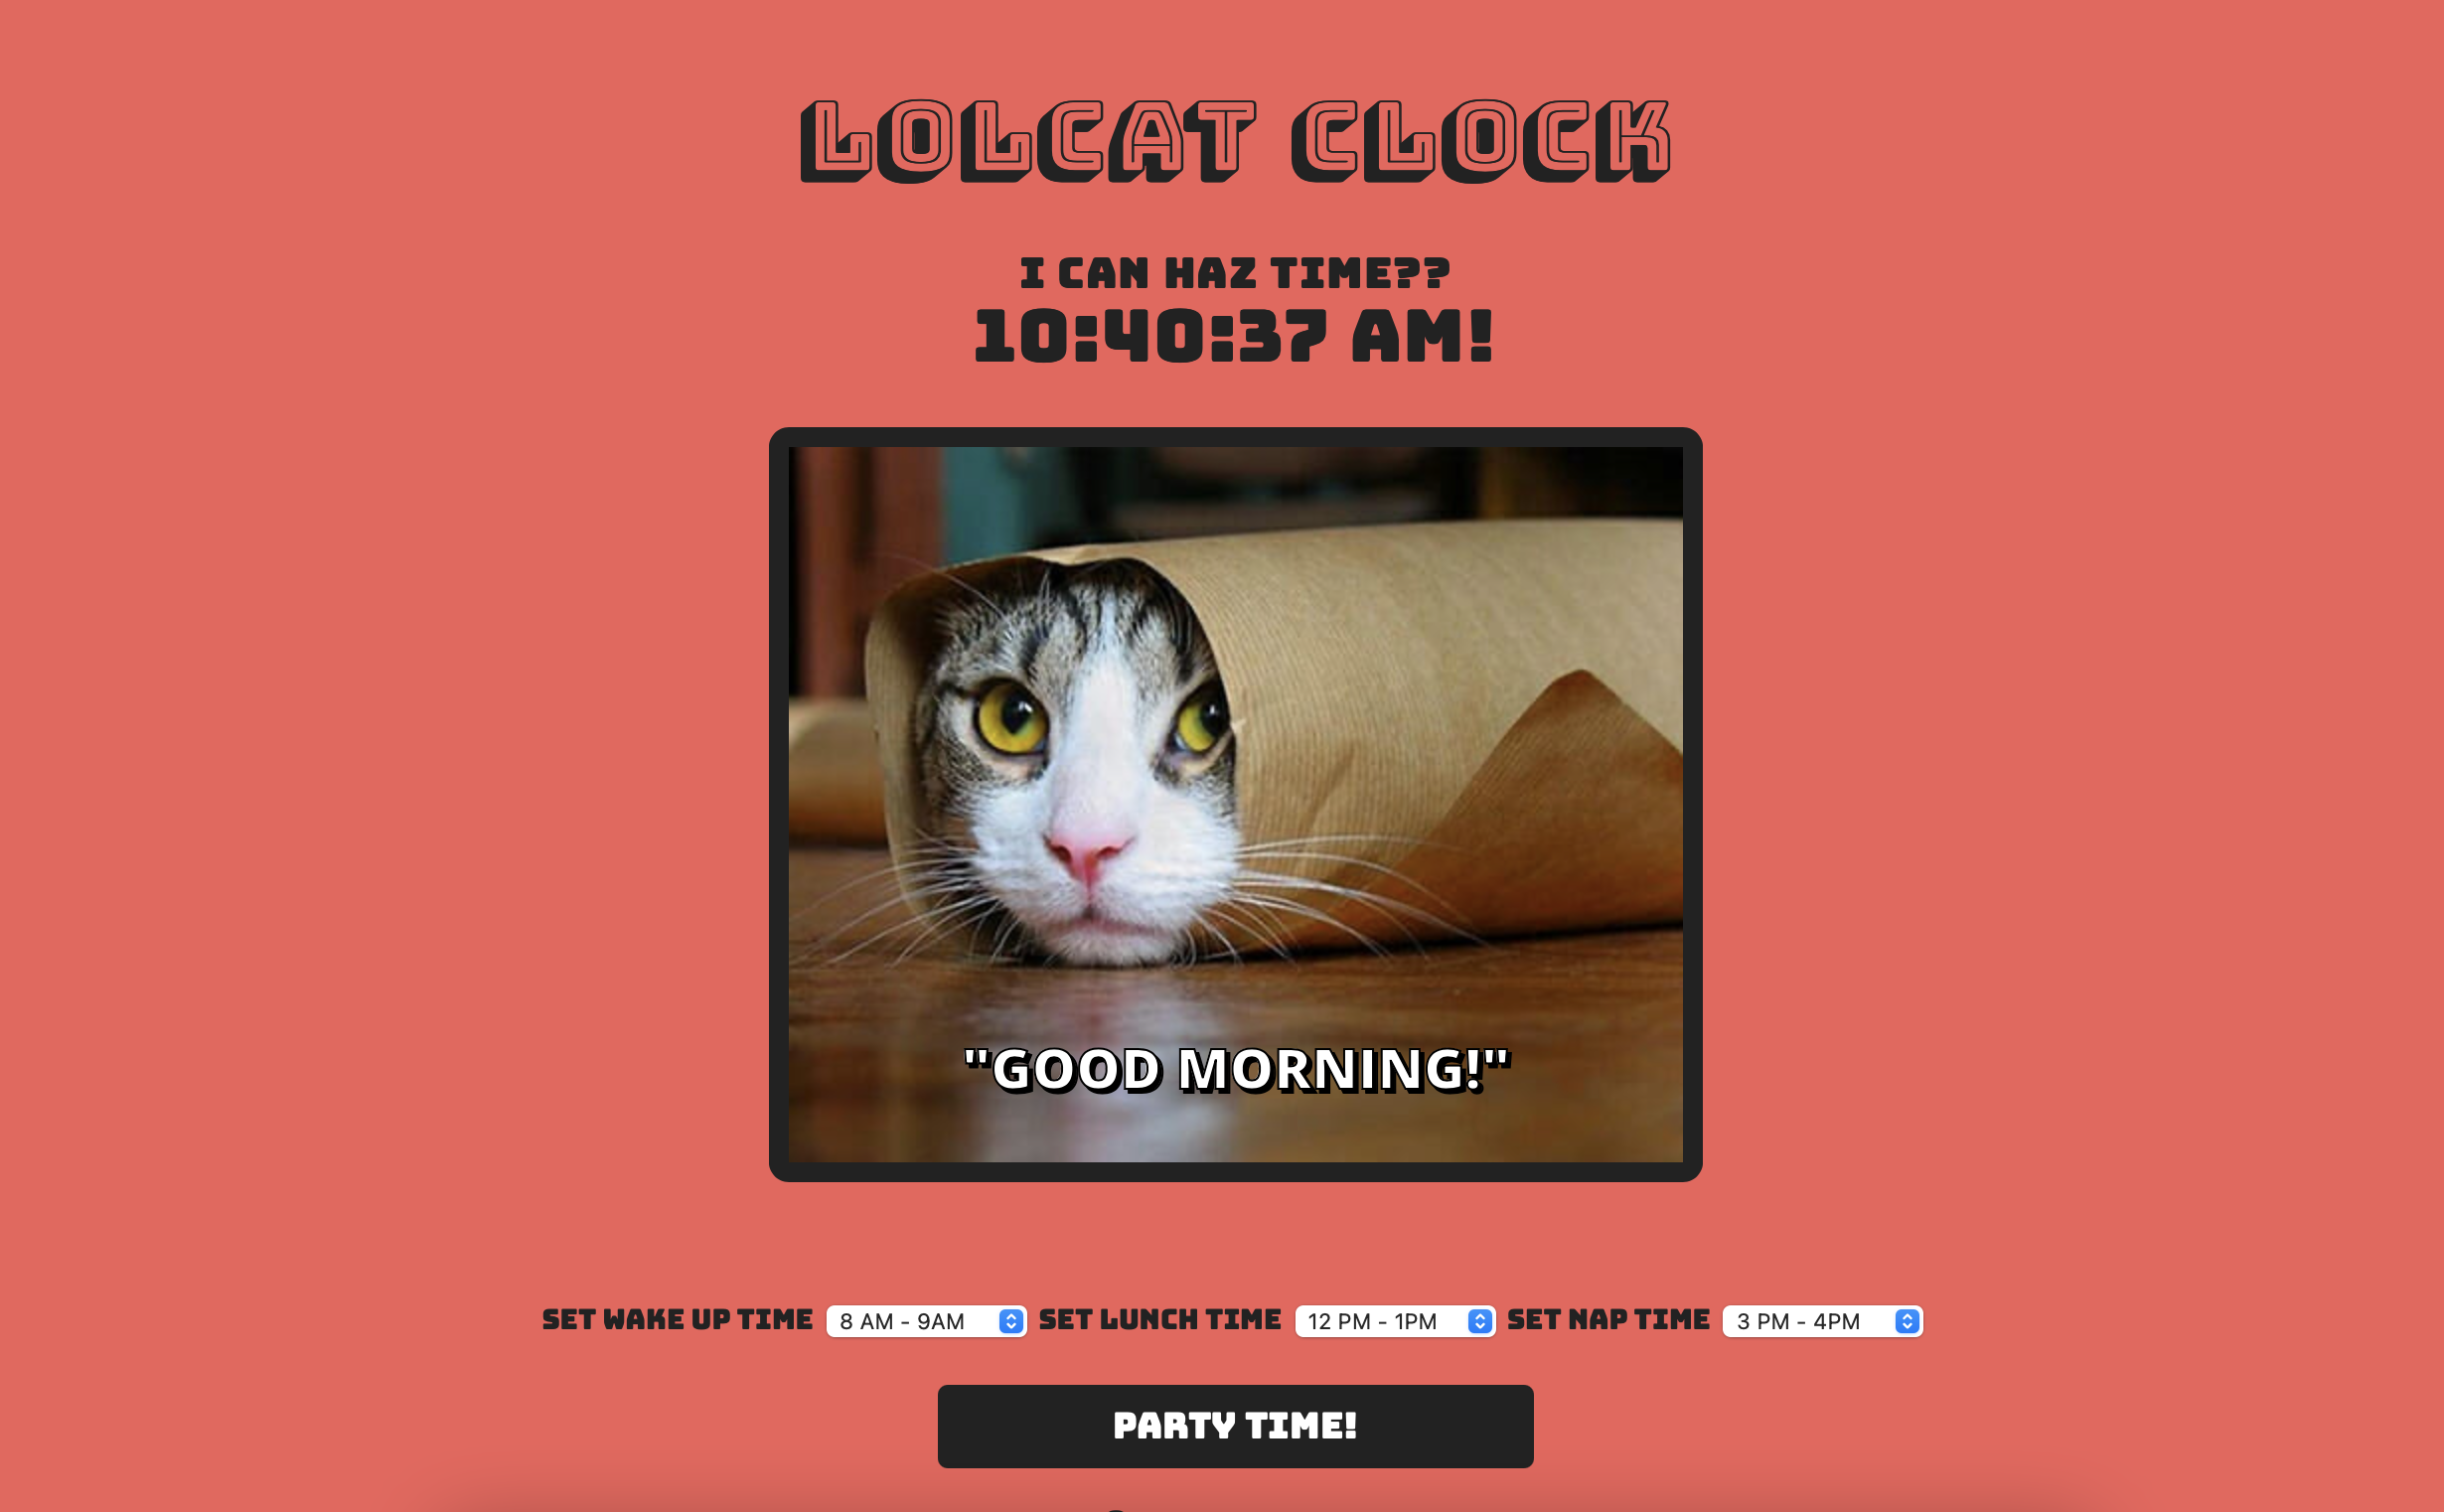 LOLCAT CLOCK
I CAN HAZ TIME??
10:40:37 AM!
"GOOD MORNING!"
SET WAKE UP TIME 8 AM - 9AM SET LUNCH TIME 12 PM - 1PM SET NAP TIME 3 PM - 4PM
PARTY TIME!